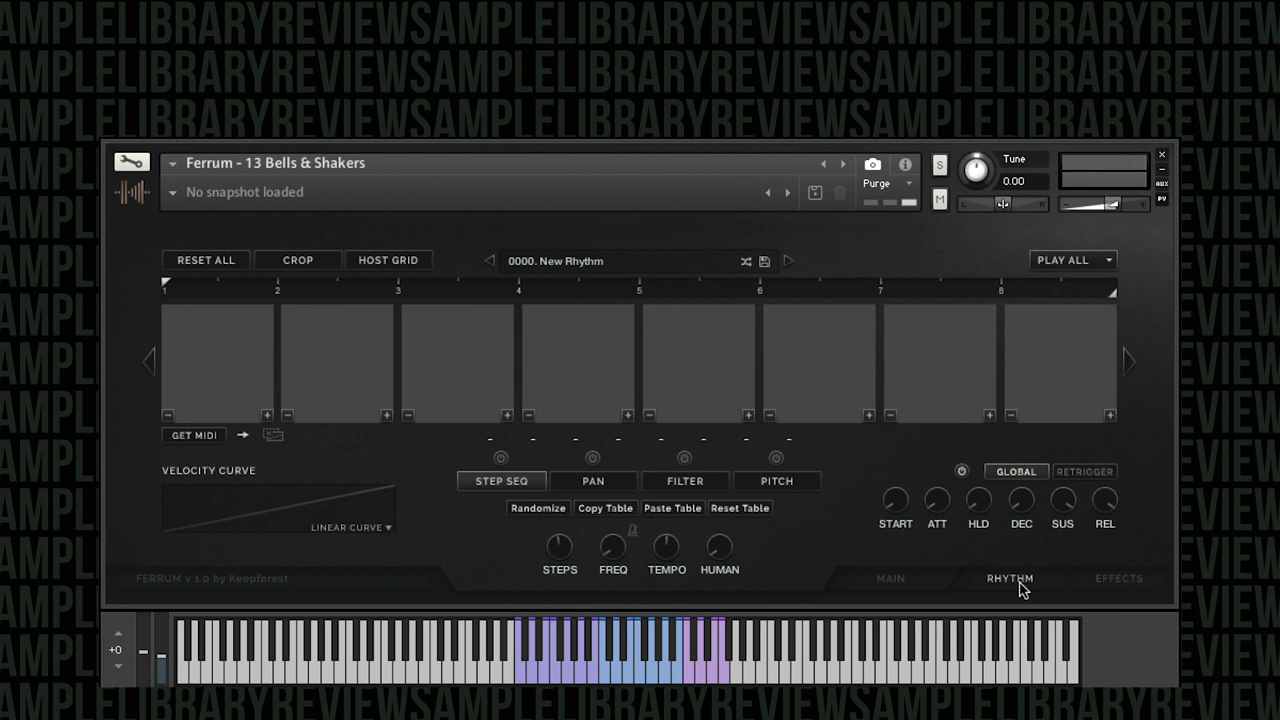 AMPLELIBRARYREVIEWSAMPLELIBRARYREVIEWSAMPLELIBRARYREVIEWS
Ferrum - 13 Bells & Shakers
No snapshot loaded
Purge
S
M
Tune
0.00
L
R
AUX
PV
RESET ALL
CROP
HOST GRID
0000. New Rhythm
PLAY ALL
1 2 3 4 5 6 7 8
GET MIDI
VELOCITY CURVE
LINEAR CURVE
STEP SEQ
PAN
FILTER
PITCH
Randomize
Copy Table
Paste Table
Reset Table
STEPS
FREQ
TEMPO
HUMAN
GLOBAL
RETRIGGER
START
ATT
HLD
DEC
SUS
REL
FERRUM v 1.0 by Keepforest
MAIN
RHYTHM
EFFECTS
+0